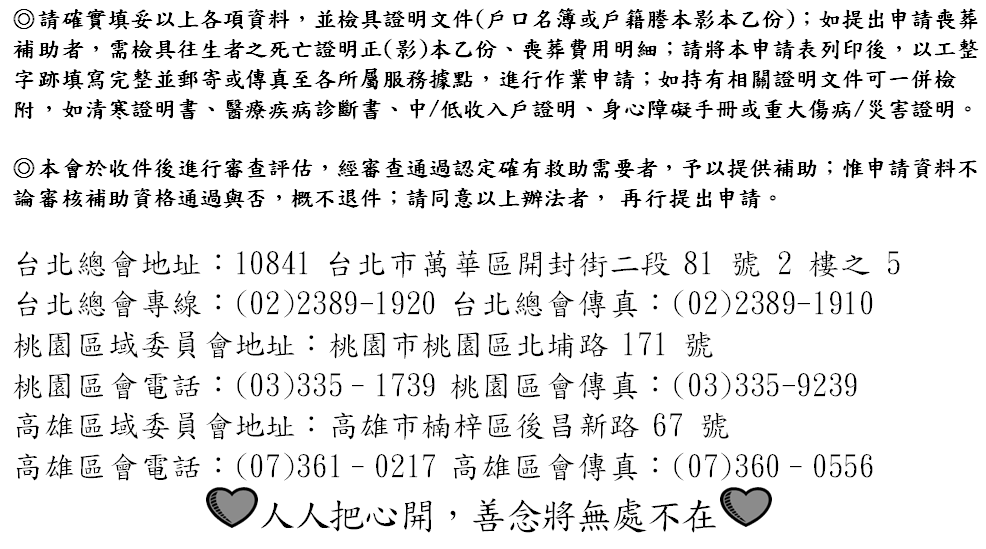 ◎請確實填妥以上各項資料，並檢具證明文件(戶口名簿或戶籍謄本影本乙份)；如提出申請喪葬
補助者，需檢具往生者之死亡證明正(影)本乙份、喪葬費用明細；請將本申請表列印後，以工整
字跡填寫完整並郵寄或傳真至各所屬服務據點，進行作業申請；如持有相關證明文件可一併檢
附，如清寒證明書、醫療疾病診斷書、中/低收入戶證明、身心障礙手冊或重大傷病/災害證明。
◎本會於收件後進行審查評估，經審查通過認定確有救助需要者，予以提供補助；惟申請資料不
論審核補助資格通過與否，概不退件；請同意以上辦法者， 再行提出申請。
台北總會地址：10841 台北市萬華區開封街二段 81 號 2 樓之 5
台北總會專線：(02)2389-1920 台北總會傳真：(02)2389-1910
桃園區域委員會地址：桃園市桃園區北埔路 171 號
桃園區會電話：(03)335–1739 桃園區會傳真：(03)335-9239
高雄區域委員會地址：高雄市楠梓區後昌新路 67 號
高雄區會電話：(07)361–0217 高雄區會傳真：(07)360–0556
人人把心開，善念將無處不在